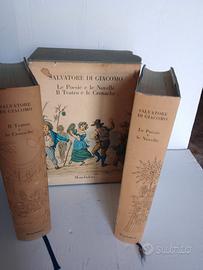 SALVATORE DI GIACOMO
Le Poesie e le Novelle
Il Teatro e le Cronache
Mondadori
SALVATORE
DI GIACOMO
Il Teatro
e le
Cronache
SALVATORE
DI GIACOMO
Le Poesie
e le
Novelle
Subito.it